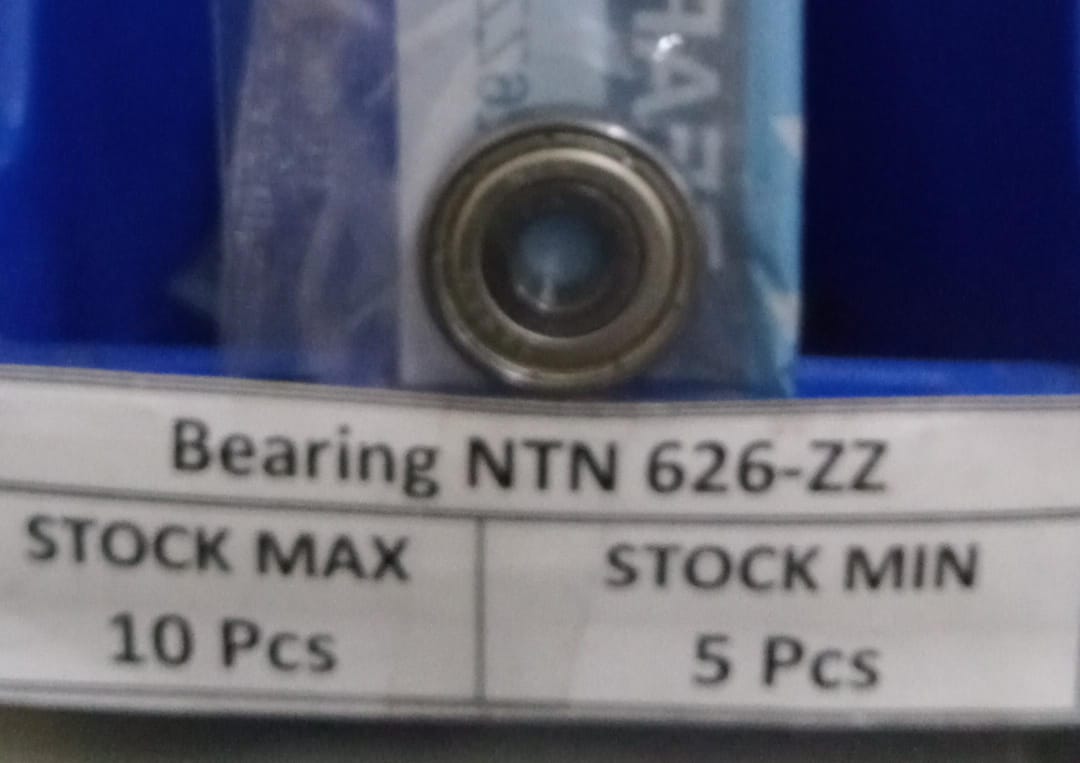 Bearing NTN 626-ZZ
STOCK MAX
STOCK MIN
10 Pcs
5 Pcs